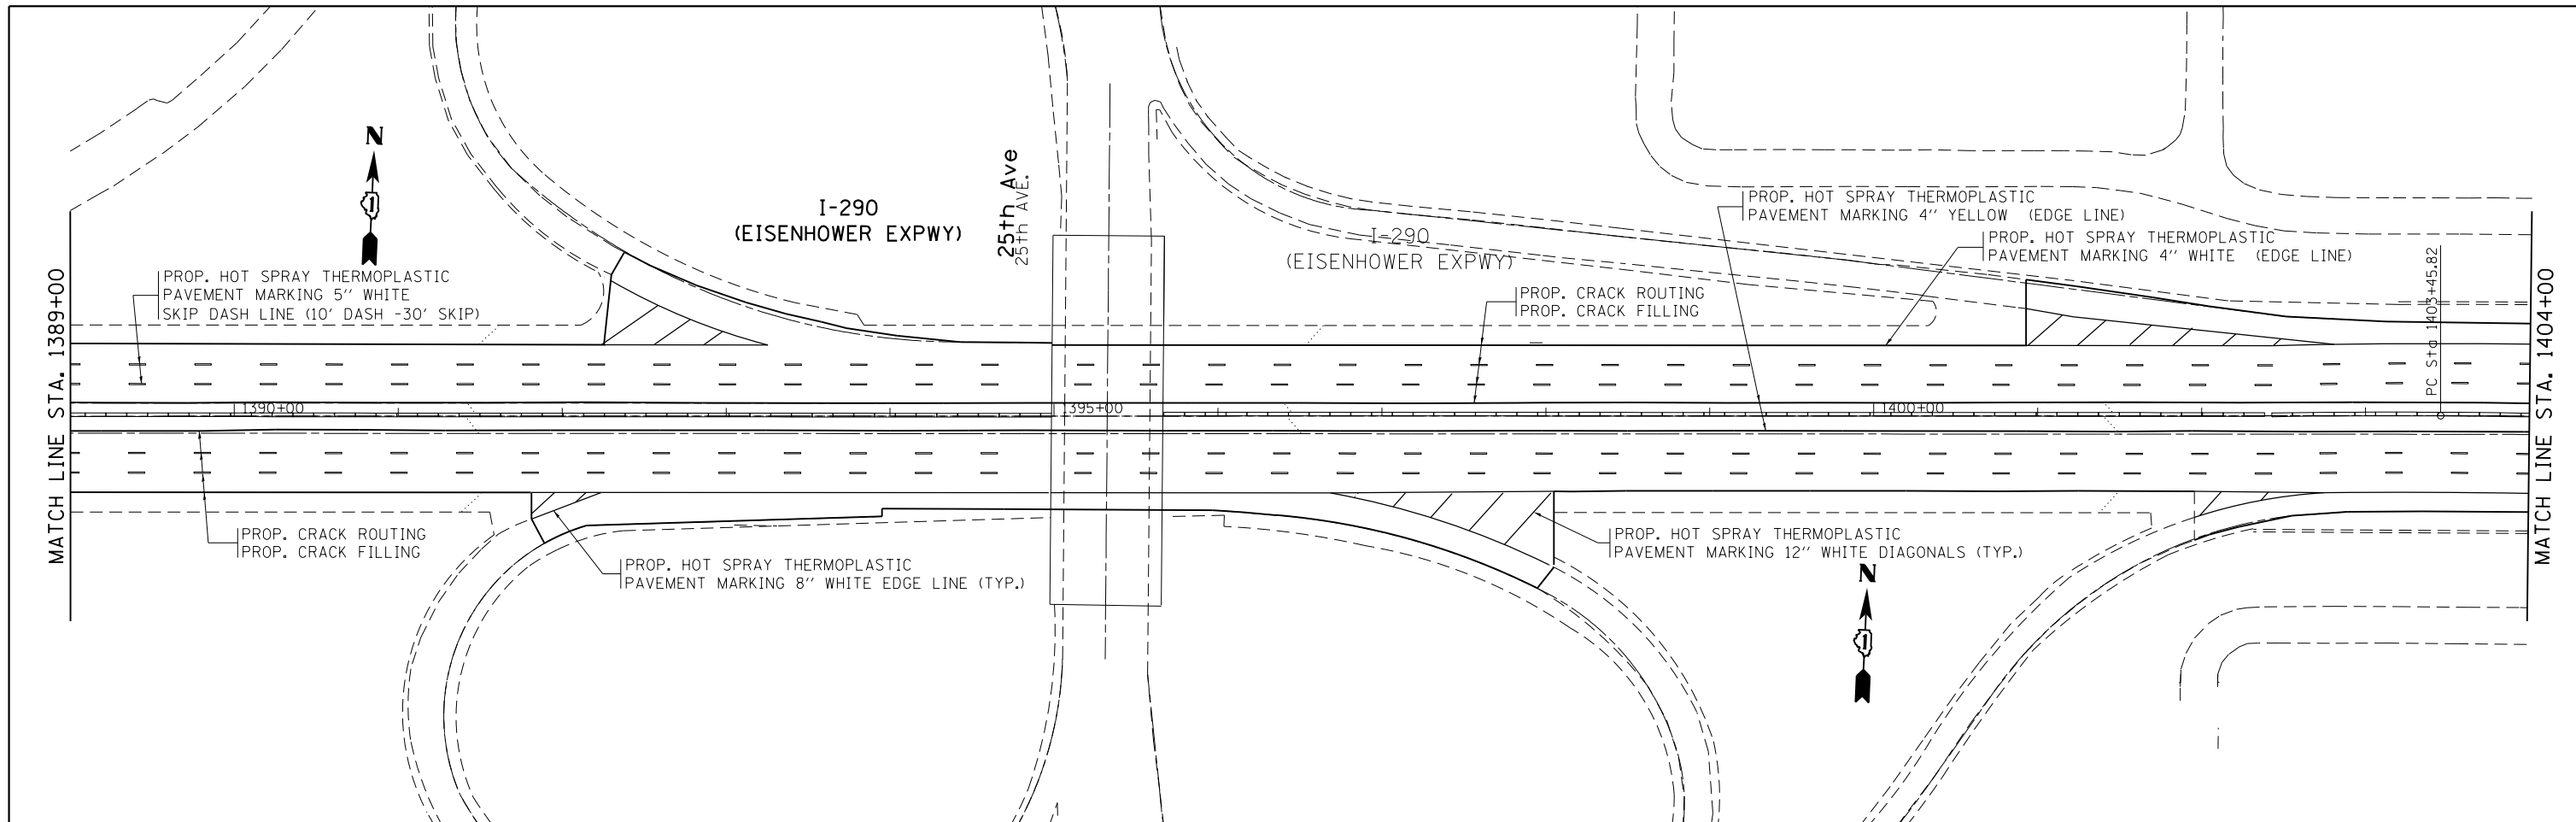 MATCH LINE STA. 1389+00
N
1
PROP. HOT SPRAY THERMOPLASTIC
PAVEMENT MARKING 5" WHITE
SKIP DASH LINE (10' DASH -30' SKIP)
I-290
(EISENHOWER EXPWY)
25th Ave
25th AVE.
I-290
(EISENHOWER EXPWY)
PROP. HOT SPRAY THERMOPLASTIC
PAVEMENT MARKING 4" YELLOW (EDGE LINE)
PROP. HOT SPRAY THERMOPLASTIC
PAVEMENT MARKING 4" WHITE (EDGE LINE)
PROP. CRACK ROUTING
PROP. CRACK FILLING
PC Sta 1403+45.82
MATCH LINE STA. 1404+00
1390+00
1395+00
1400+00
PROP. CRACK ROUTING
PROP. CRACK FILLING
PROP. HOT SPRAY THERMOPLASTIC
PAVEMENT MARKING 8" WHITE EDGE LINE (TYP.)
PROP. HOT SPRAY THERMOPLASTIC
PAVEMENT MARKING 12" WHITE DIAGONALS (TYP.)
N
1